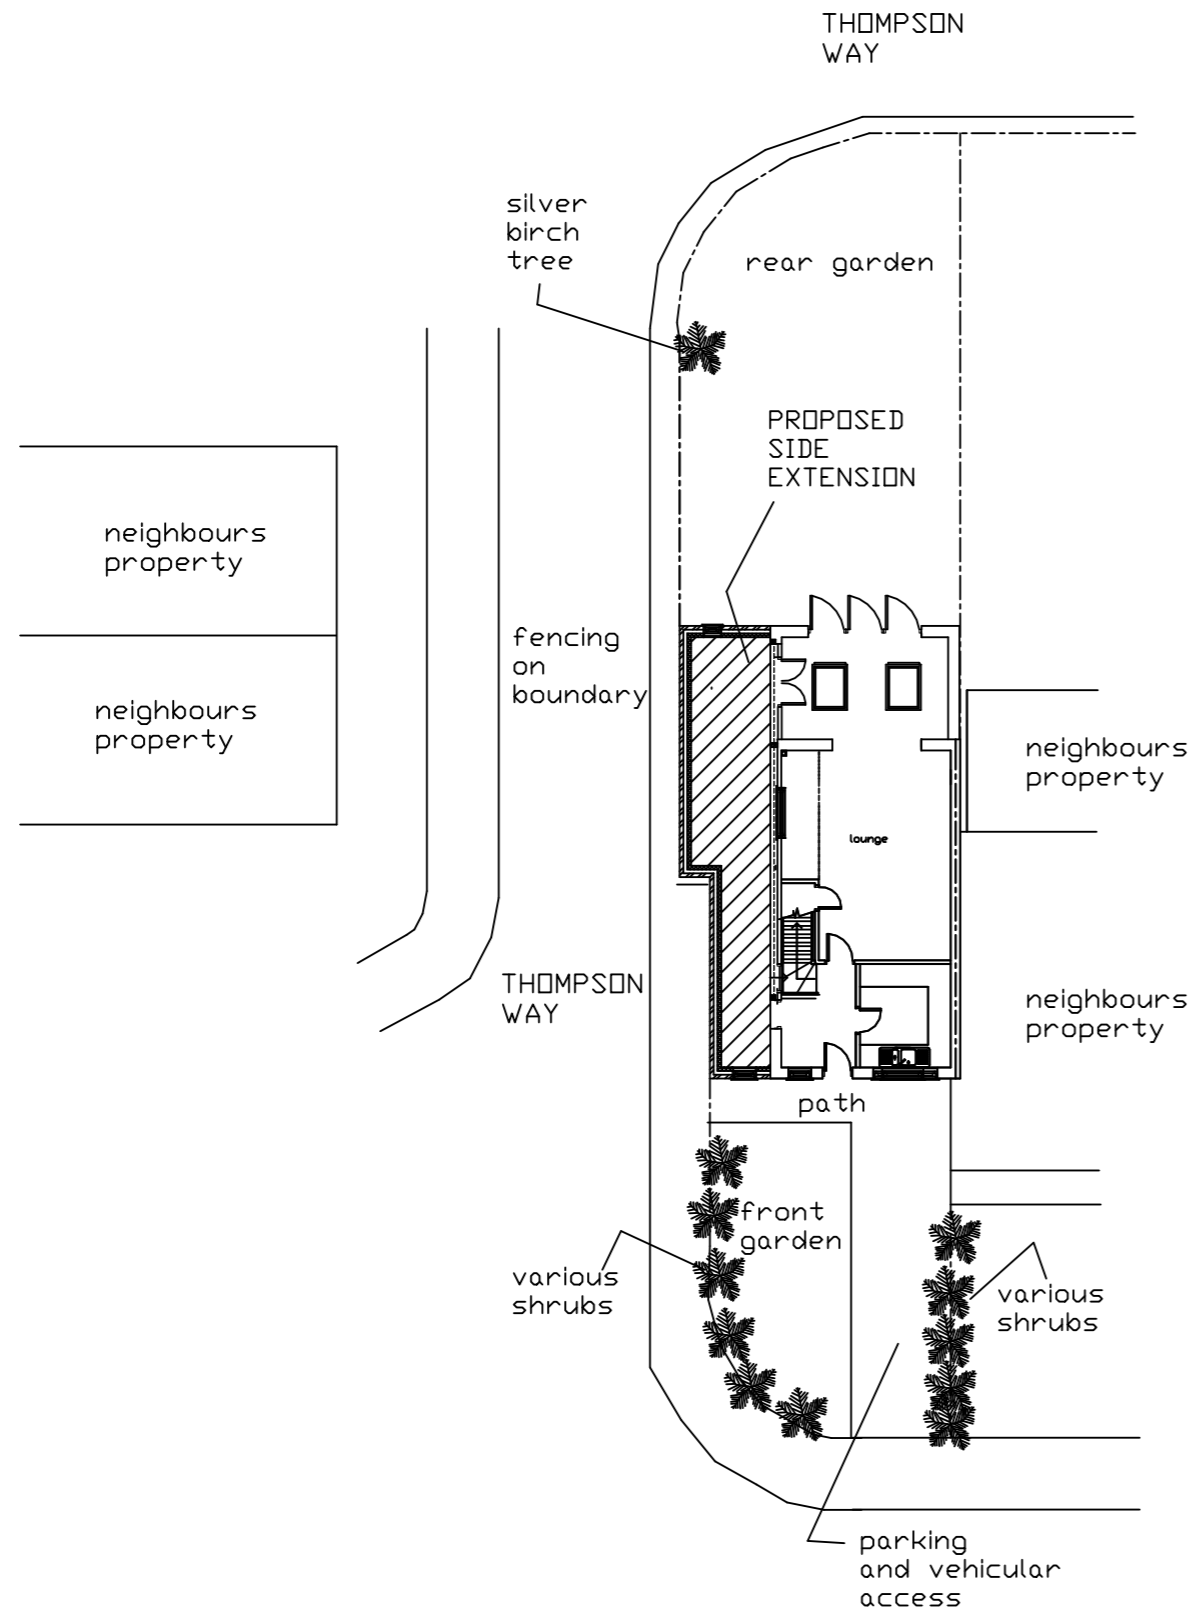 THOMPSON
WAY
silver
birch
tree
rear garden
PROPOSED
SIDE
EXTENSION
neighbours
property
fencing
on
boundary
neighbours
property
neighbours
property
lounge
THOMPSON
WAY
neighbours
property
path
front
garden
various
shrubs
various
shrubs
parking
and vehicular
access